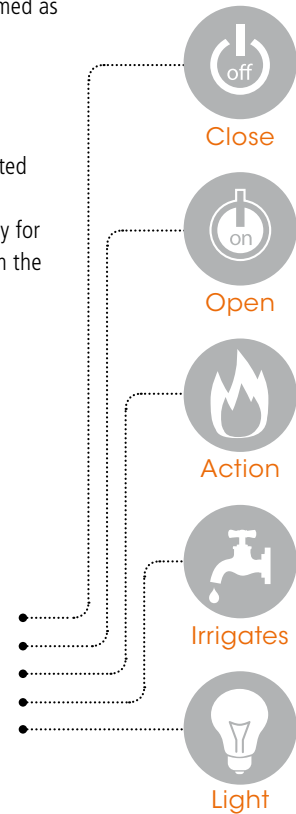 med as
off
Close
ted
y for
n the
on
Open
Action
Irrigates
Light